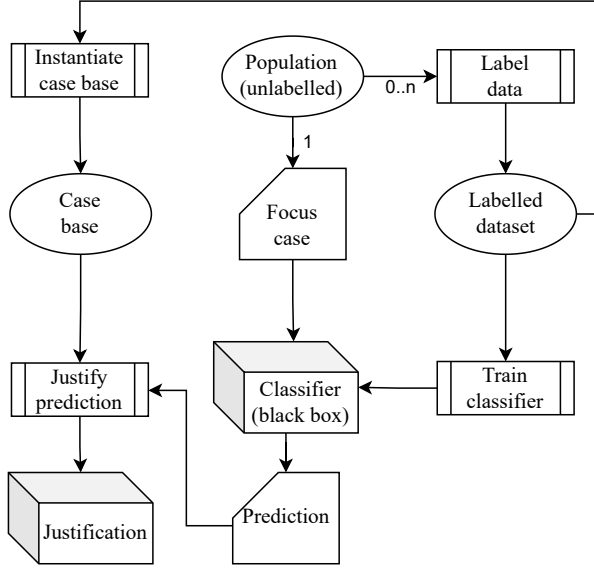 Instantiate
case base
Population
(unlabelled)
0..n
Label
data
1
Case
base
Focus
case
Labelled
dataset
Justify
prediction
Classifier
(black box)
Train
classifier
Justification
Prediction